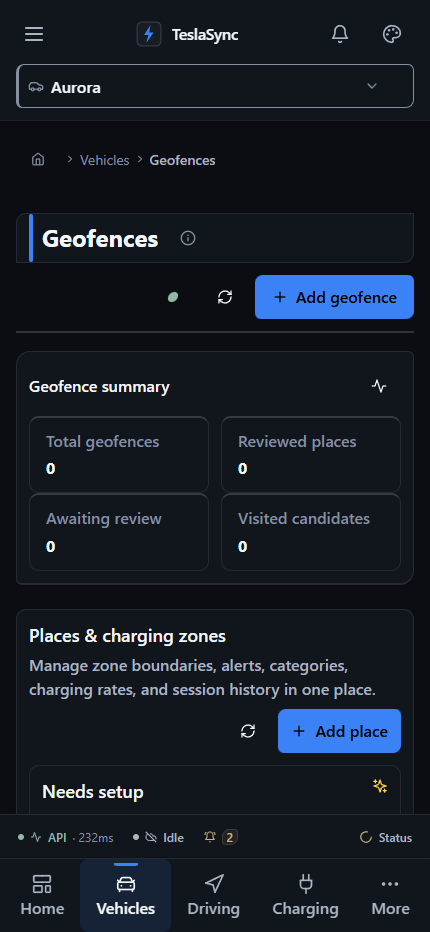 TeslaSync
Aurora
Vehicles
Geofences
Geofences
Add geofence
Geofence summary
Total geofences
0
Reviewed places
0
Awaiting review
0
Visited candidates
0
Places & charging zones
Manage zone boundaries, alerts, categories,
charging rates, and session history in one place.
Add place
Needs setup
API · 232ms
Idle
2
Status
Home
Vehicles
Driving
Charging
More